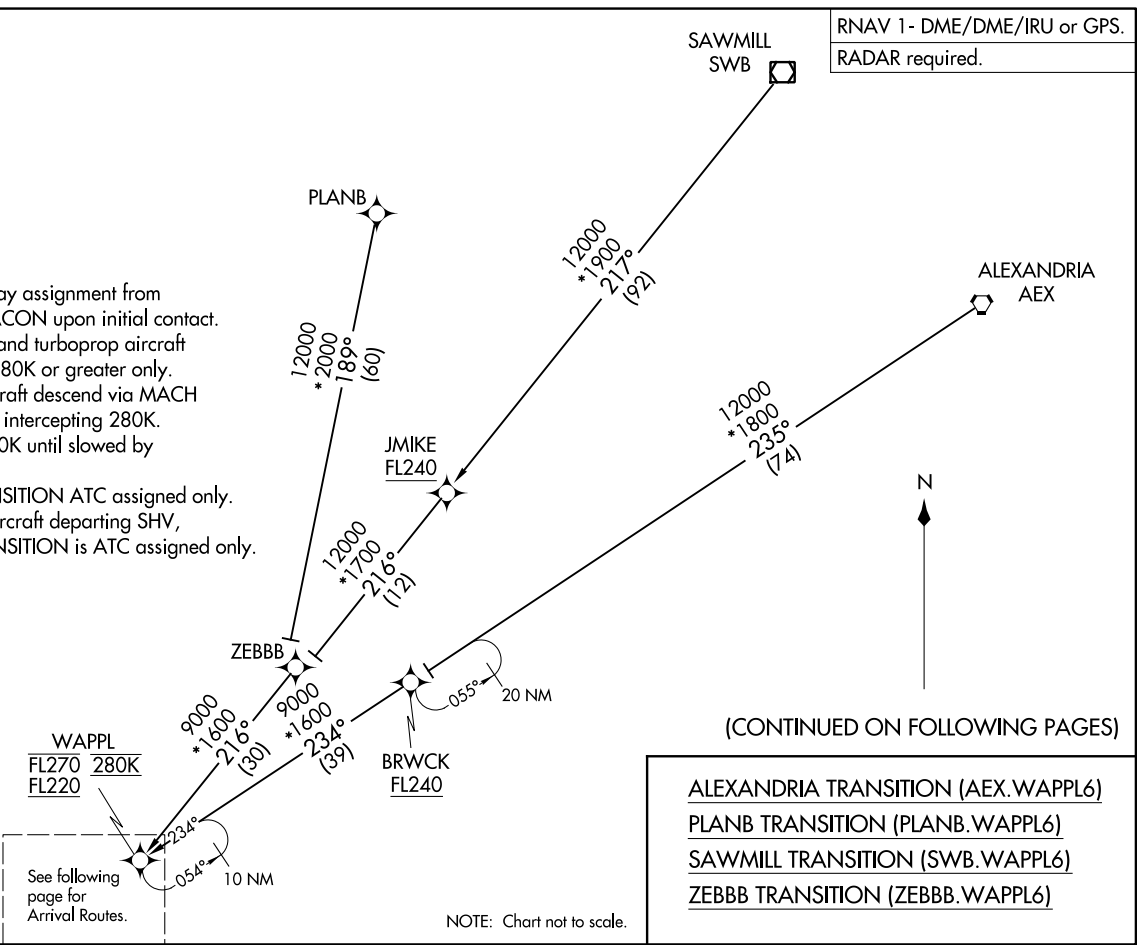 RNAV 1- DME/DME/IRU or GPS.
RADAR required.
SAWMILL
SWB
PLANB
12000
*1900
217°
(92)
ALEXANDRIA
AEX
ay assignment from
ACON upon initial contact.
and turboprop aircraft
80K or greater only.
raft descend via MACH
intercepting 280K.
0K until slowed by
NSITION ATC assigned only.
rcraft departing SHV,
NSITION is ATC assigned only.
12000
*2000
189°
(60)
12000
*1800
235°
(74)
JMIKE
FL240
N
12000
*1700
216°
(12)
ZEBBB
055°
20 NM
9000
*1600
216°
(30)
9000
*1600
234°
(39)
BRWCK
FL240
(CONTINUED ON FOLLOWING PAGES)
WAPPL
FL270 280K
FL220
234°
054°
10 NM
See following
page for
Arrival Routes.
NOTE: Chart not to scale.
ALEXANDRIA TRANSITION (AEX.WAPPL6)
PLANB TRANSITION (PLANB.WAPPL6)
SAWMILL TRANSITION (SWB.WAPPL6)
ZEBBB TRANSITION (ZEBBB.WAPPL6)